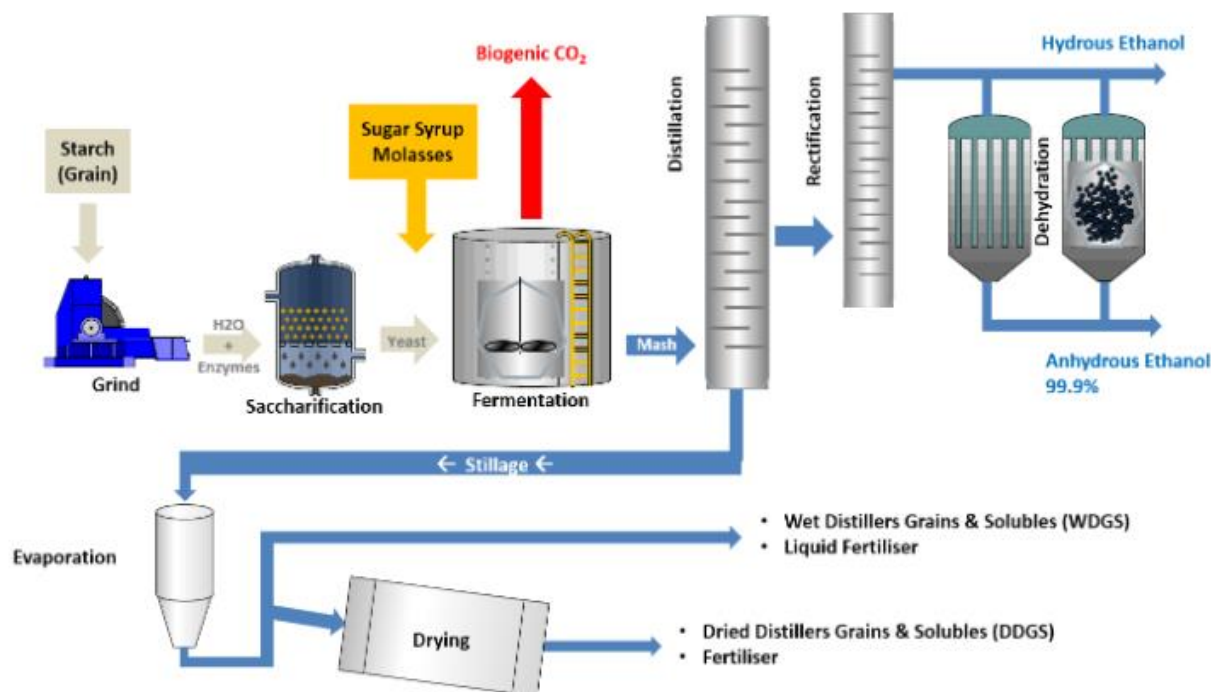 Biogenic CO₂
Hydrous Ethanol
Sugar Syrup
Molasses
Starch
(Grain)
Distillation
Rectification
Dehydration
H2O
+
Enzymes
Yeast
Mash
Grind
Saccharification
Fermentation
Anhydrous Ethanol
99.9%
← Stillage ←
Evaporation
• Wet Distillers Grains & Solubles (WDGS)
• Liquid Fertiliser
Drying
• Dried Distillers Grains & Solubles (DDGS)
• Fertiliser